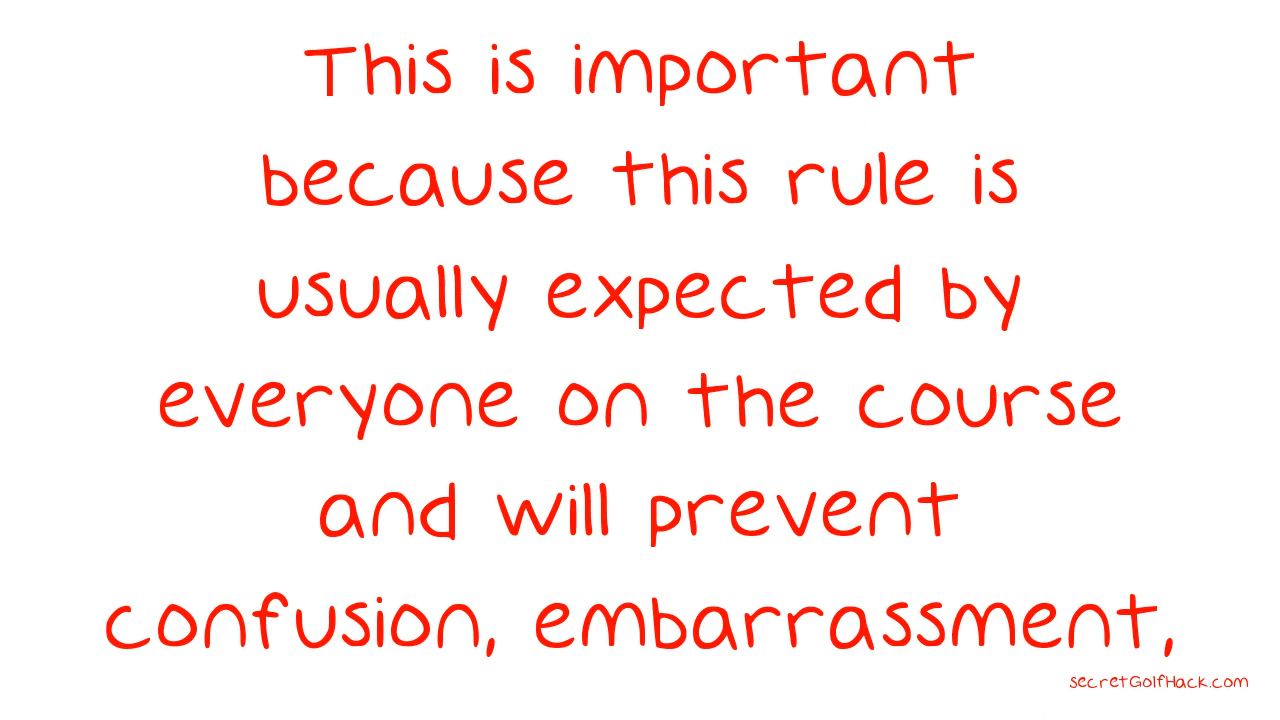 This is important
because this rule is
usually expected by
everyone on the course
and will prevent
confusion, embarrassment,
secretGolfHack.com